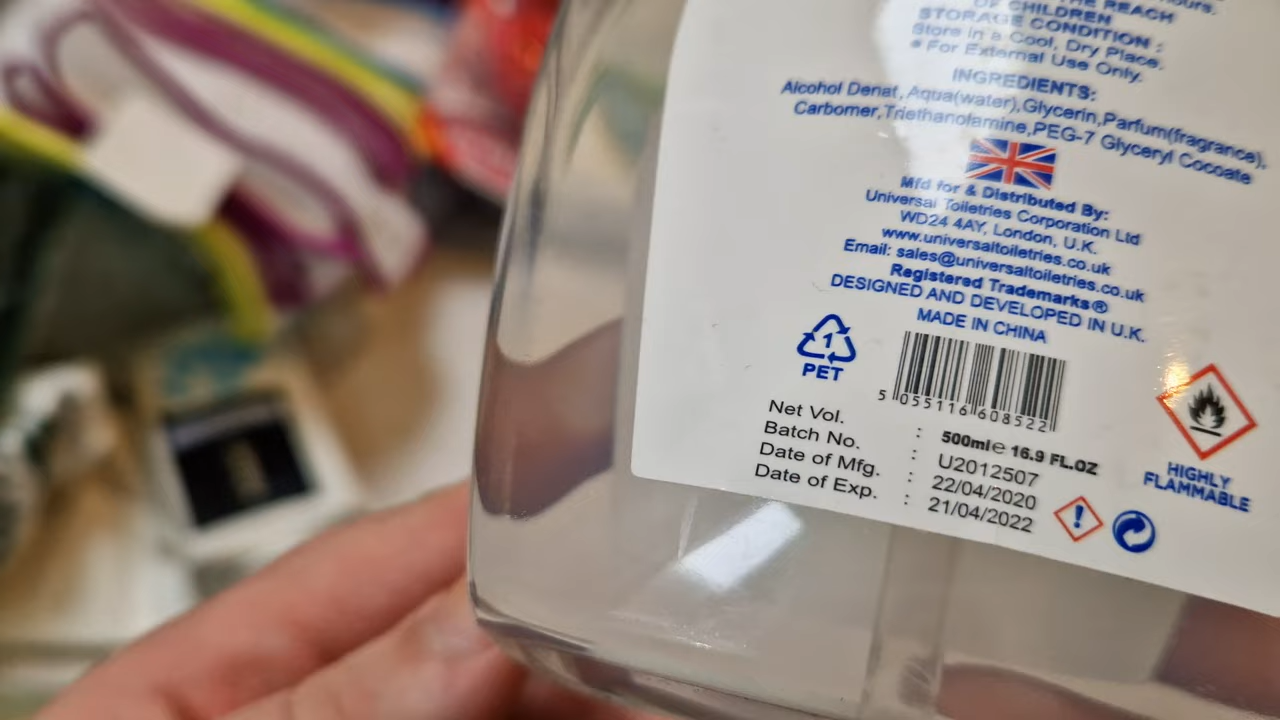 hours.
THE REACH
OF CHILDREN
STORAGE CONDITION :
Store in a Cool, Dry Place.
* For External Use Only.
INGREDIENTS:
Alcohol Denat, Aqua(water),Glycerin,Parfum(fragrance),
Carbomer,Triethanolamine,PEG-7 Glyceryl Cocoate
Mfd for & Distributed By:
Universal Toiletries Corporation Ltd
WD24 4AY, London, U.K.
www.universaltoiletries.co.uk
Email: sales@universaltoiletries.co.uk
Registered Trademarks®
DESIGNED AND DEVELOPED IN U.K.
MADE IN CHINA
1
PET
5 055116 608522
HIGHLY
FLAMMABLE
Net Vol. : 500ml℮ 16.9 FL.OZ
Batch No. : U2012507
Date of Mfg. : 22/04/2020
Date of Exp. : 21/04/2022